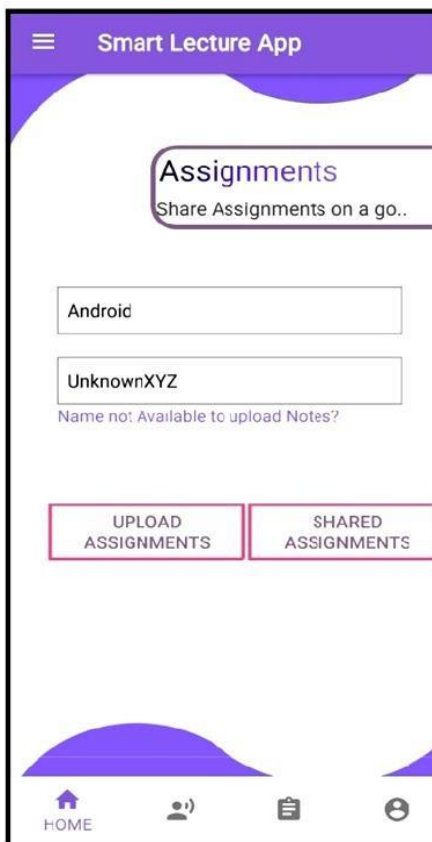 Smart Lecture App
Assignments
Share Assignments on a go..
Android
UnknownXYZ
Name not Available to upload Notes?
UPLOAD
ASSIGNMENTS
SHARED
ASSIGNMENTS
HOME